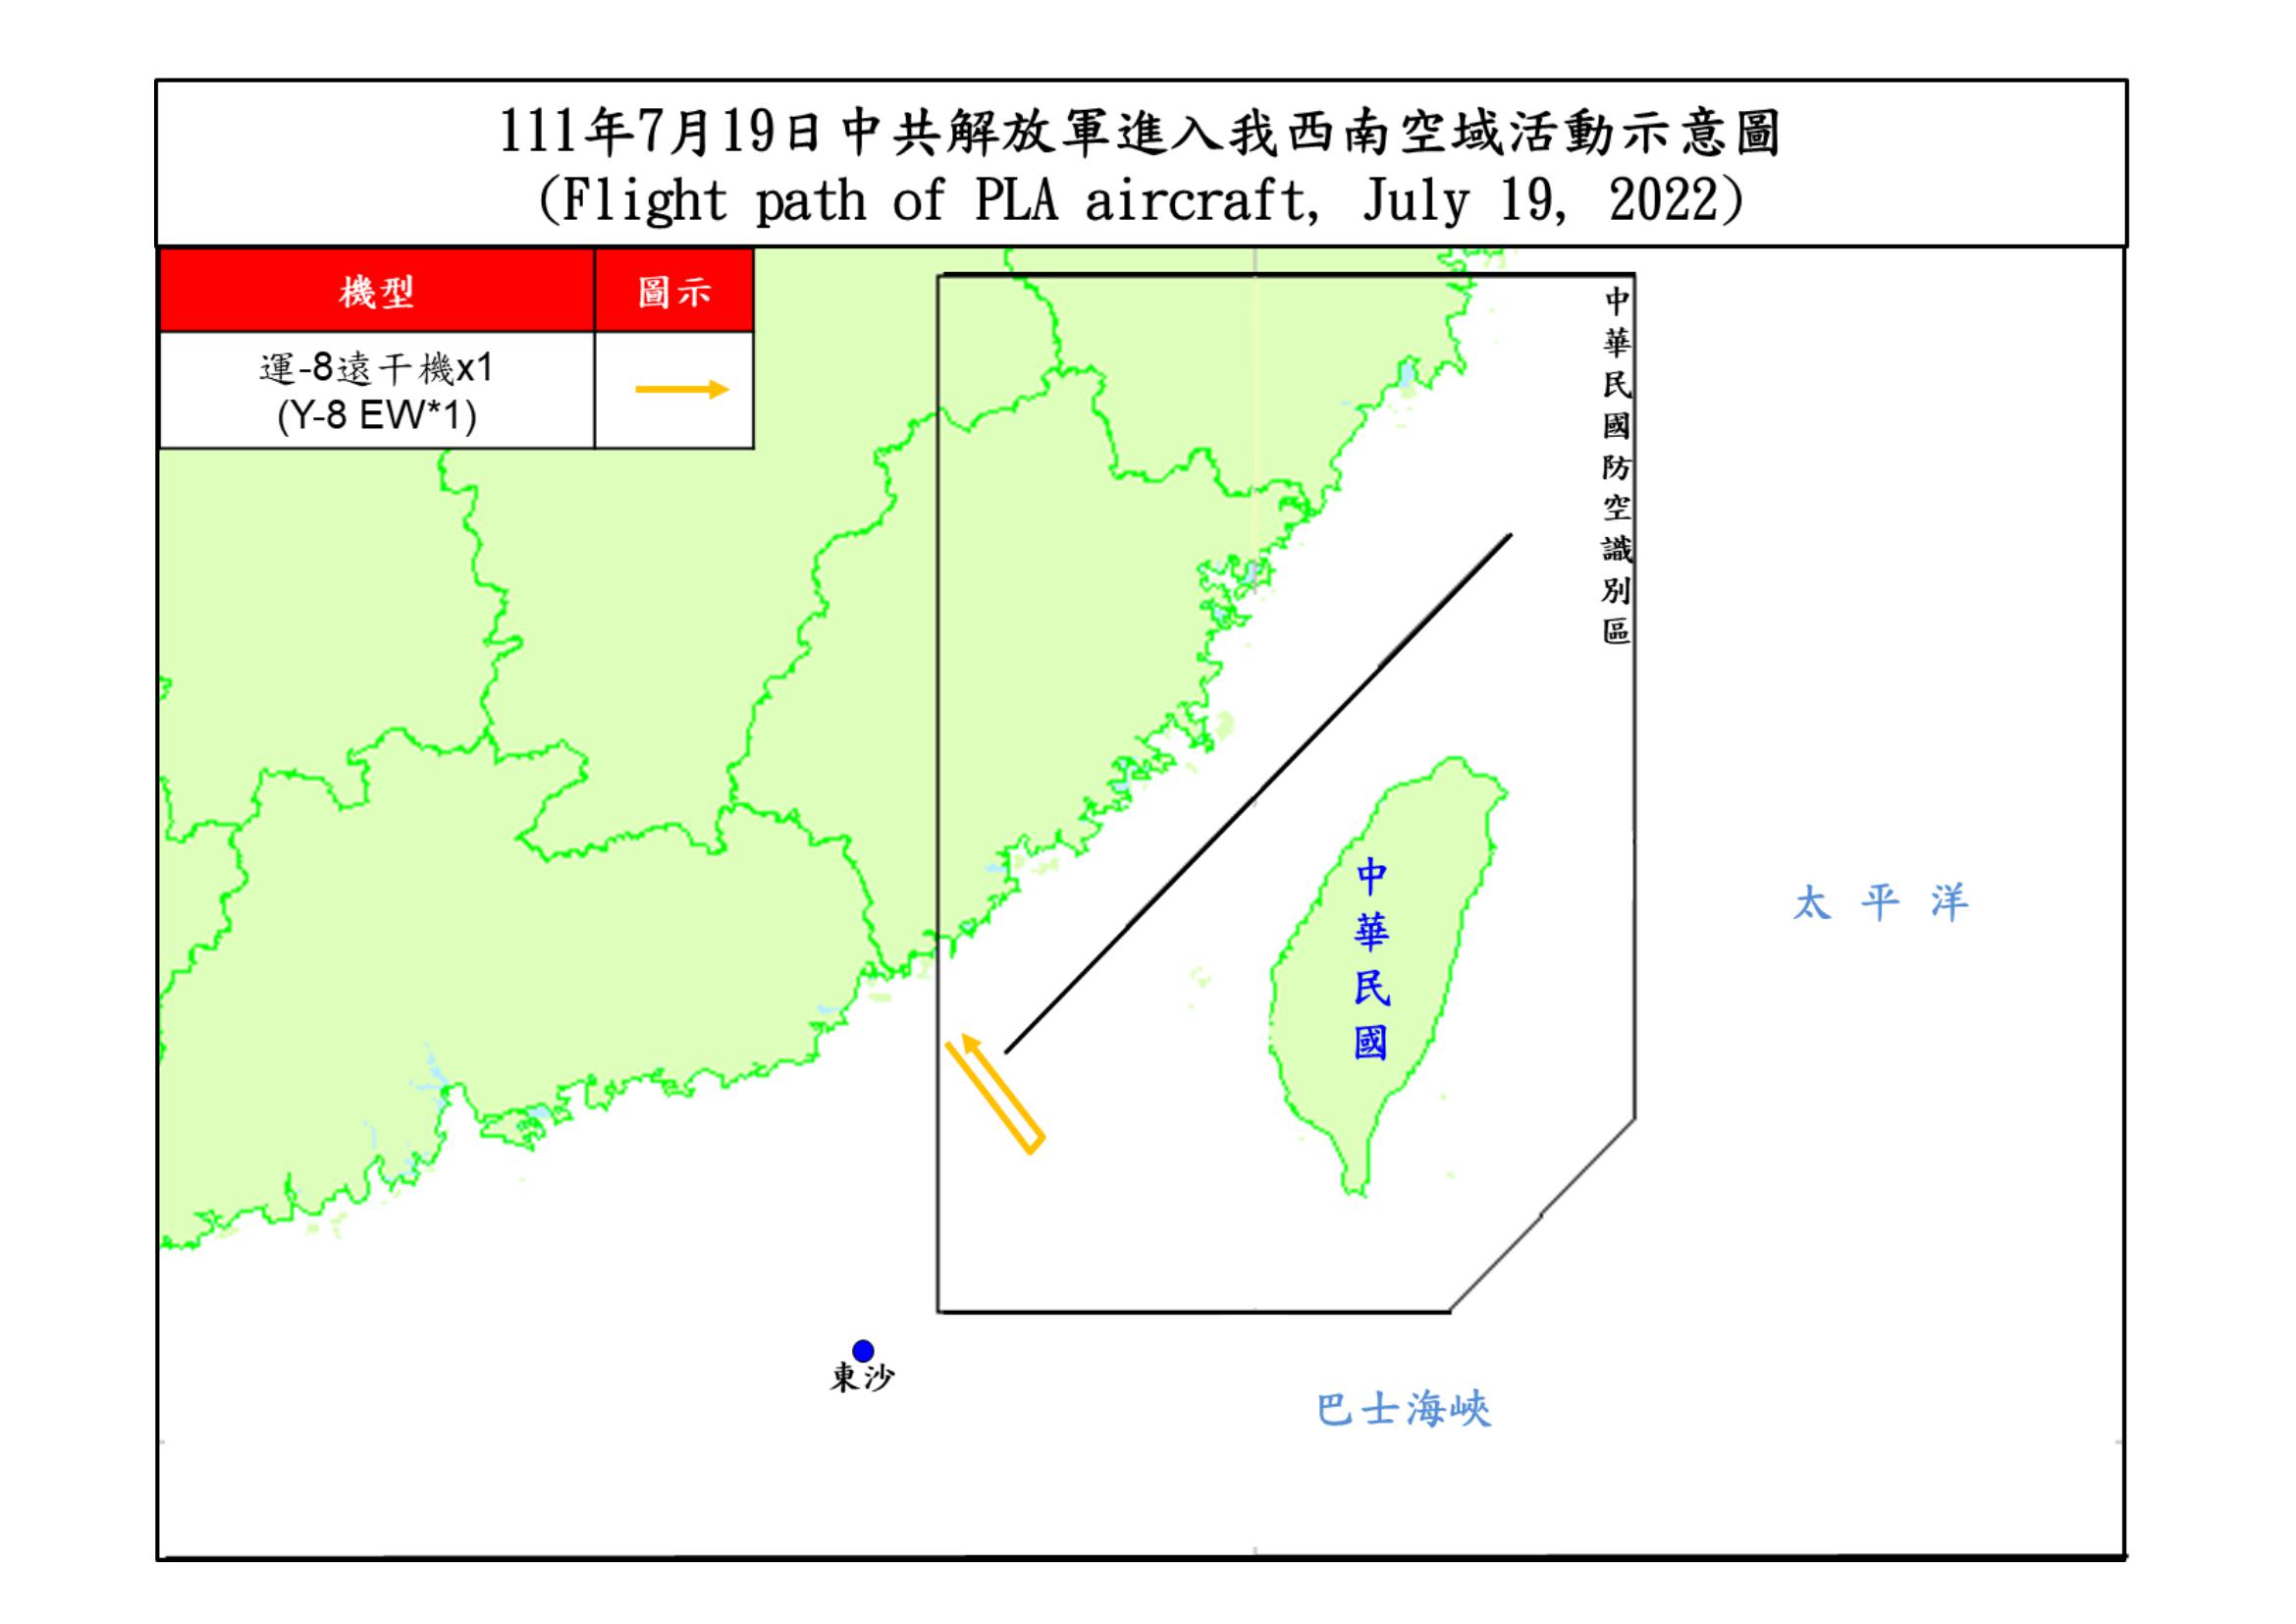 111年7月19日中共解放軍進入我西南空域活動示意圖
(Flight path of PLA aircraft, July 19, 2022)
機型
圖示
運-8遠干機x1
(Y-8 EW*1)
中華民國防空識別區
中華民國
太平洋
東沙
巴士海峽